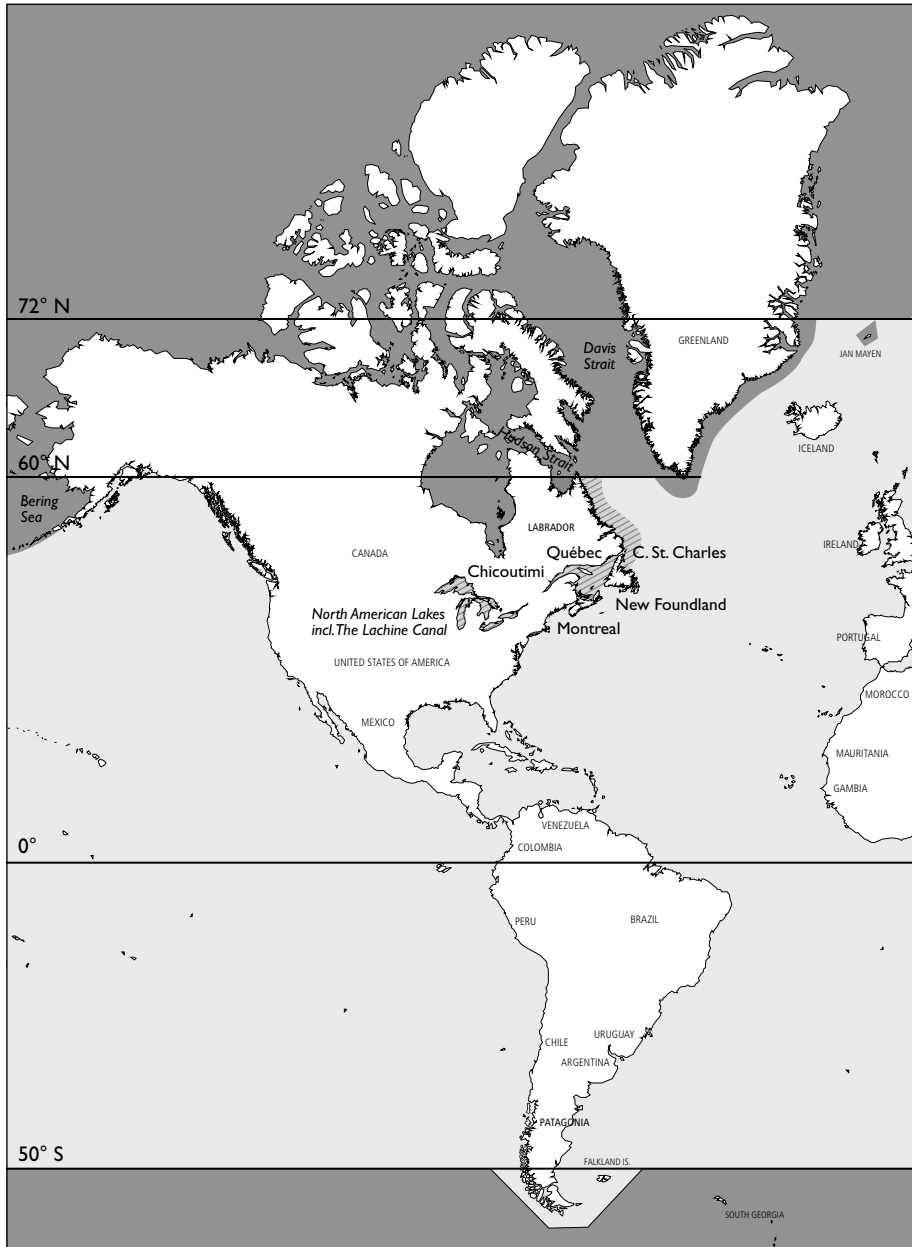 72° N
Davis
Strait
GREENLAND
JAN MAYEN
ICELAND
Hudson Strait
60° N
Bering
Sea
LABRADOR
IRELAND
CANADA
Québec
C. St. Charles
Chicoutimi
New Foundland
North American Lakes
incl.The Lachine Canal
Montreal
PORTUGAL
UNITED STATES OF AMERICA
MOROCCO
MEXICO
MAURITANIA
GAMBIA
VENEZUELA
0°
COLOMBIA
PERU
BRAZIL
URUGUAY
CHILE
ARGENTINA
PATAGONIA
50° S
FALKLAND IS.
SOUTH GEORGIA